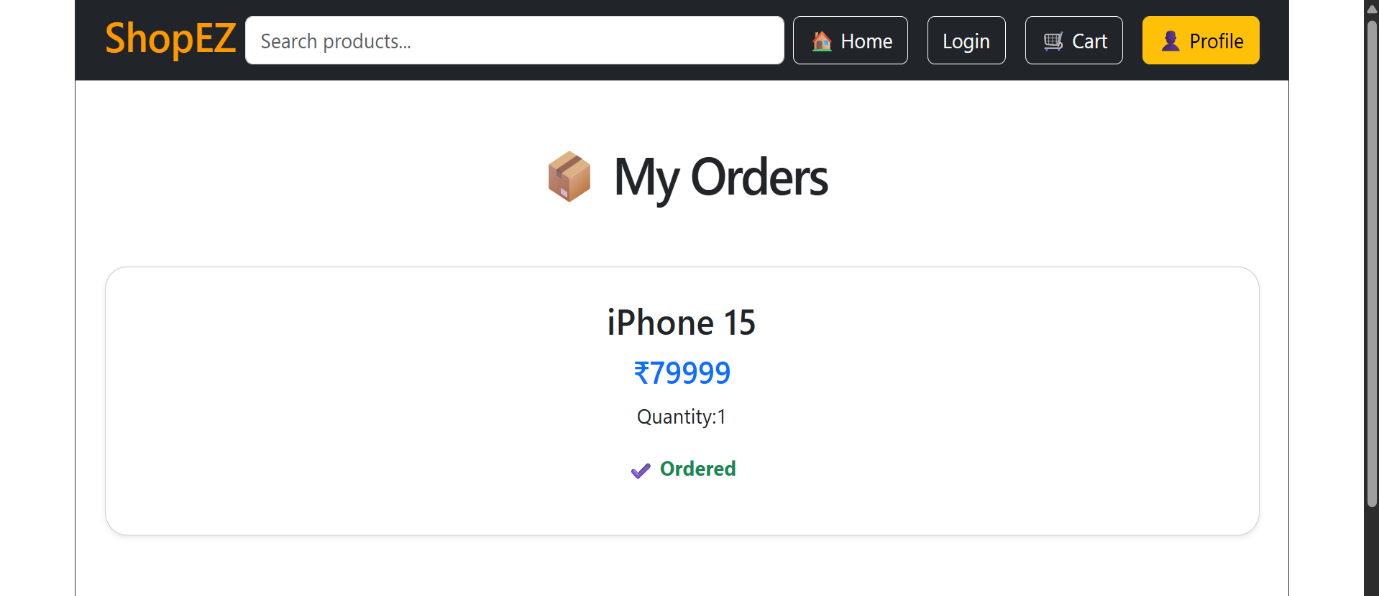 ShopEZ Search products... 🏠 Home Login 🛒 Cart 👤 Profile
📦 My Orders
iPhone 15
₹79999
Quantity:1
✔ Ordered